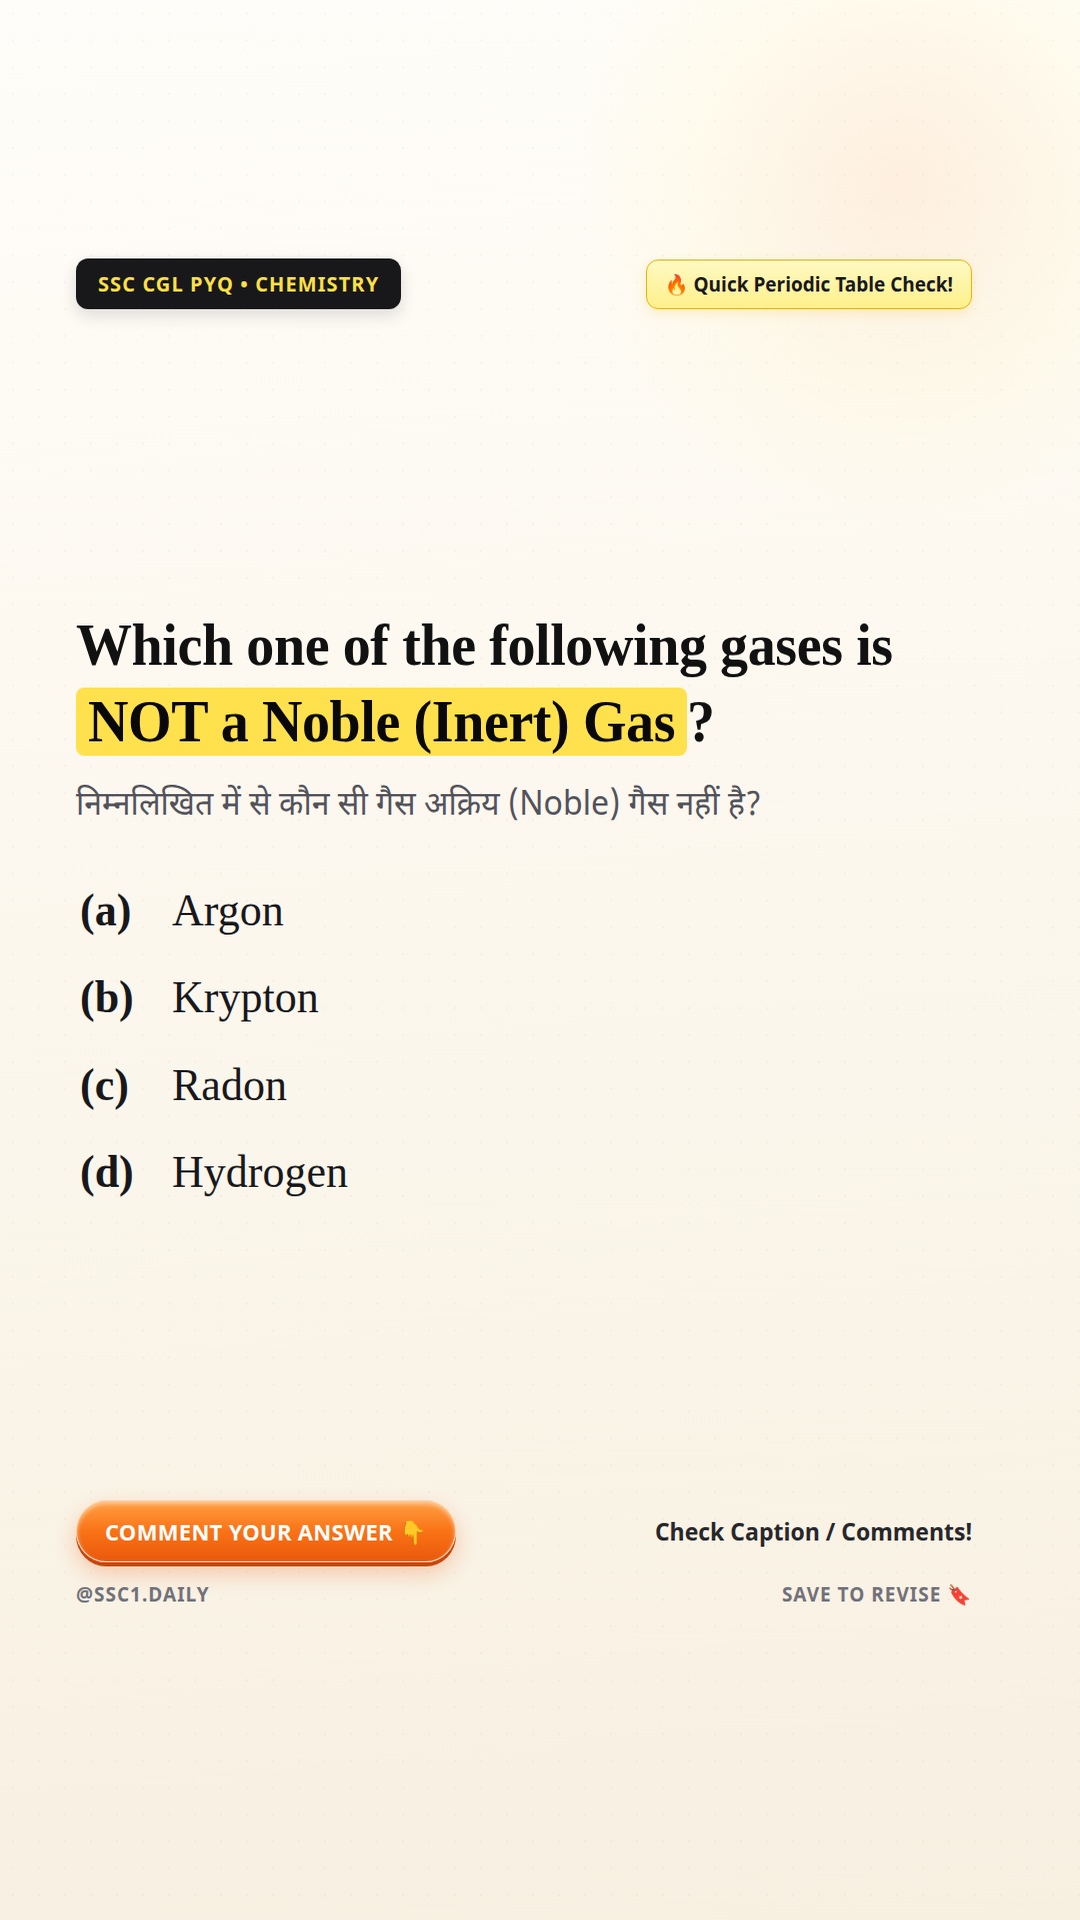 SSC CGL PYQ • CHEMISTRY
🔥 Quick Periodic Table Check!
Which one of the following gases is
NOT a Noble (Inert) Gas?
निम्नलिखित में से कौन सी गैस अक्रिय (Noble) गैस नहीं है?
(a) Argon
(b) Krypton
(c) Radon
(d) Hydrogen
COMMENT YOUR ANSWER 👇
Check Caption / Comments!
@SSC1.DAILY
SAVE TO REVISE 🔖